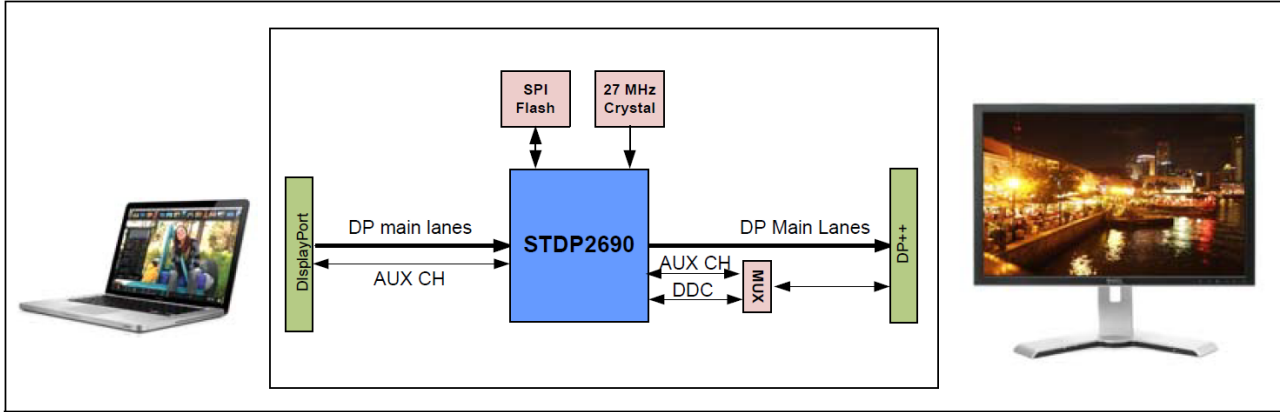 SPI
Flash
27 MHz
Crystal
DIsplayPort
DP main lanes
AUX CH
STDP2690
DP Main Lanes
AUX CH
DDC
MUX
DP++